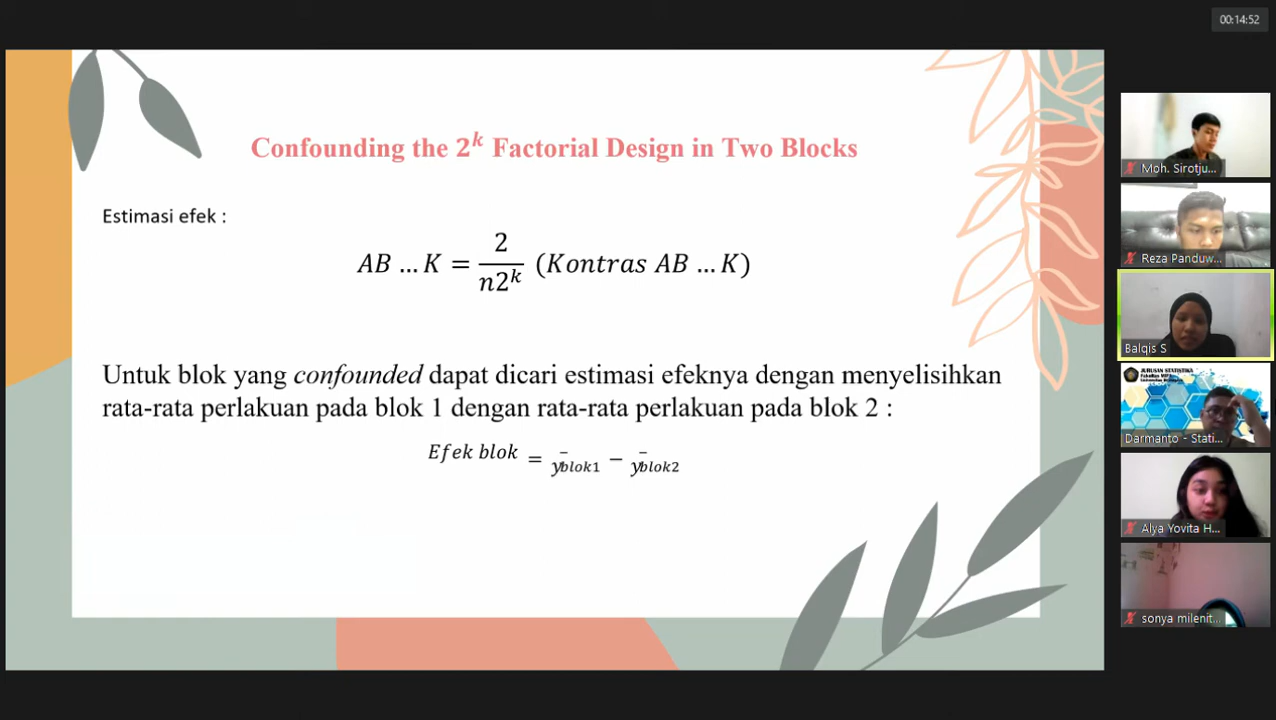 00:14:52
Confounding the 2^k Factorial Design in Two Blocks
Estimasi efek :
AB … K = 2/(n2^k) (Kontras AB … K)
Untuk blok yang confounded dapat dicari estimasi efeknya dengan menyelisihkan
rata-rata perlakuan pada blok 1 dengan rata-rata perlakuan pada blok 2 :
Efek blok = ȳblok1 − ȳblok2
Moh. Sirotju...
Reza Panduw...
Balqis S
JURUSAN STATISTIKA
Darmanto - Stati...
Alya Yovita H...
sonya milenit...